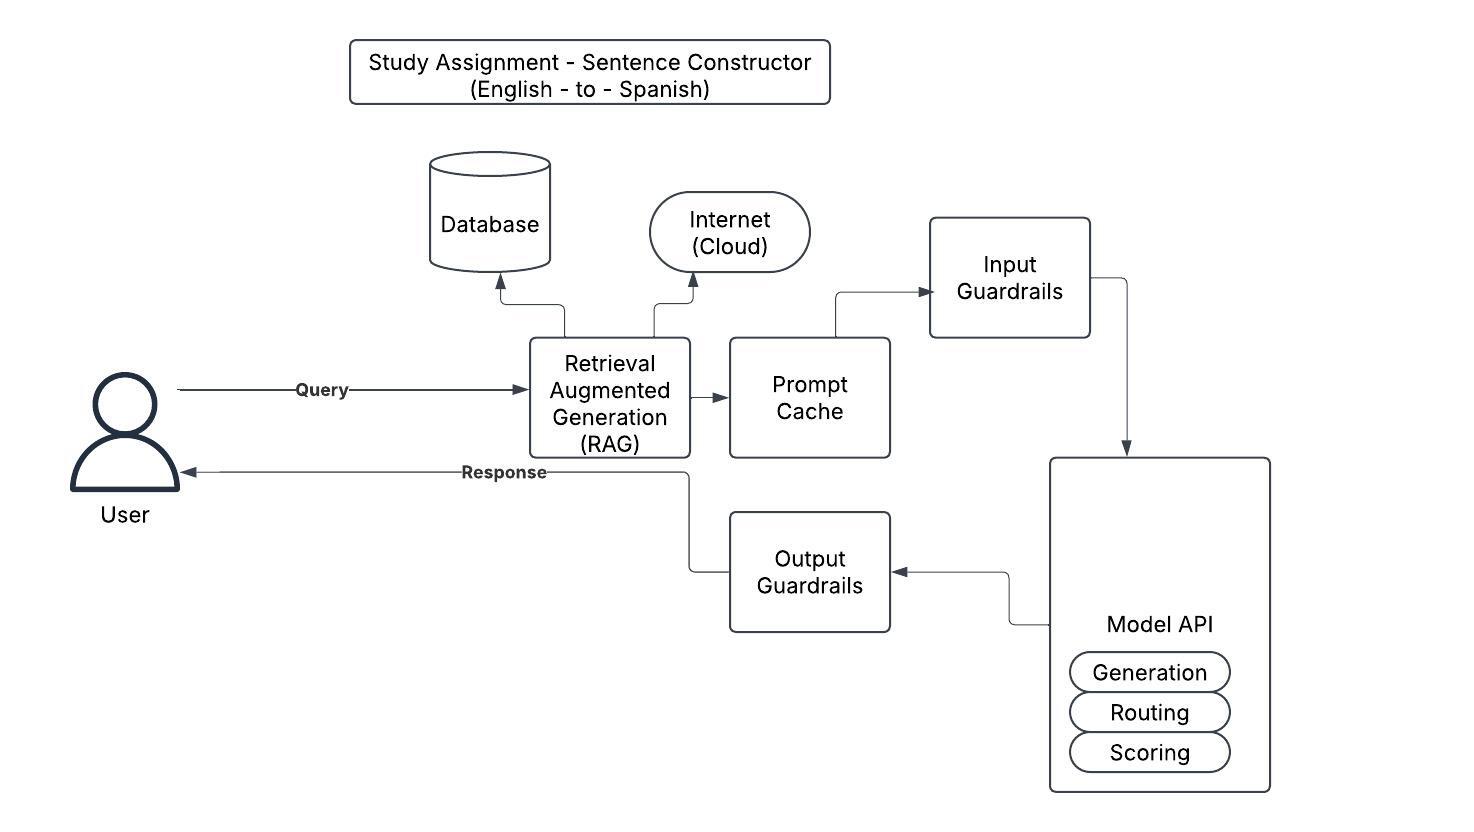 Study Assignment - Sentence Constructor
(English - to - Spanish)
Database
Internet
(Cloud)
Input
Guardrails
Query
Retrieval
Augmented
Generation
(RAG)
Prompt
Cache
Response
User
Output
Guardrails
Model API
Generation
Routing
Scoring